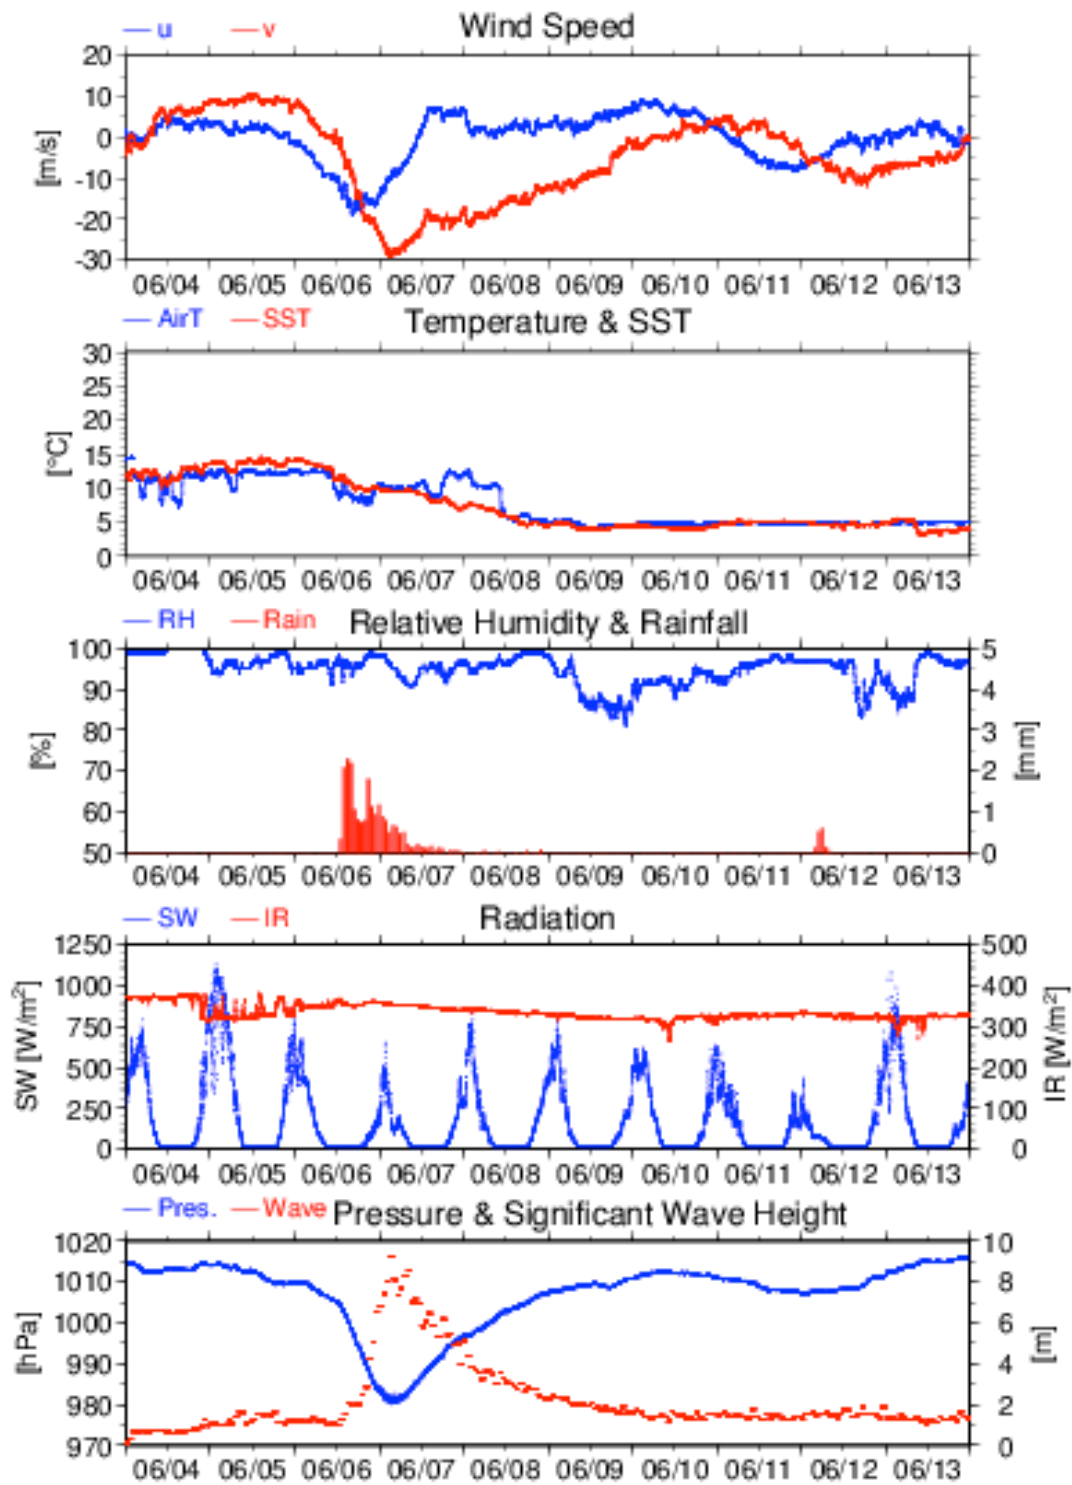 u v Wind Speed
20
10
0
-10
-20
-30
[m/s]
06/04 06/05 06/06 06/07 06/08 06/09 06/10 06/11 06/12 06/13
AirT SST Temperature & SST
30
25
20
15
10
5
0
[°C]
06/04 06/05 06/06 06/07 06/08 06/09 06/10 06/11 06/12 06/13
RH Rain Relative Humidity & Rainfall
100 5
90 4
80 3
70 2
60 1
50 0
[%] [mm]
06/04 06/05 06/06 06/07 06/08 06/09 06/10 06/11 06/12 06/13
SW IR Radiation
1250 500
1000 400
750 300
500 200
250 100
0 0
SW [W/m²] IR [W/m²]
06/04 06/05 06/06 06/07 06/08 06/09 06/10 06/11 06/12 06/13
Pres. Wave Pressure & Significant Wave Height
1020 10
1010 8
1000 6
990 4
980 2
970 0
[hPa] [m]
06/04 06/05 06/06 06/07 06/08 06/09 06/10 06/11 06/12 06/13